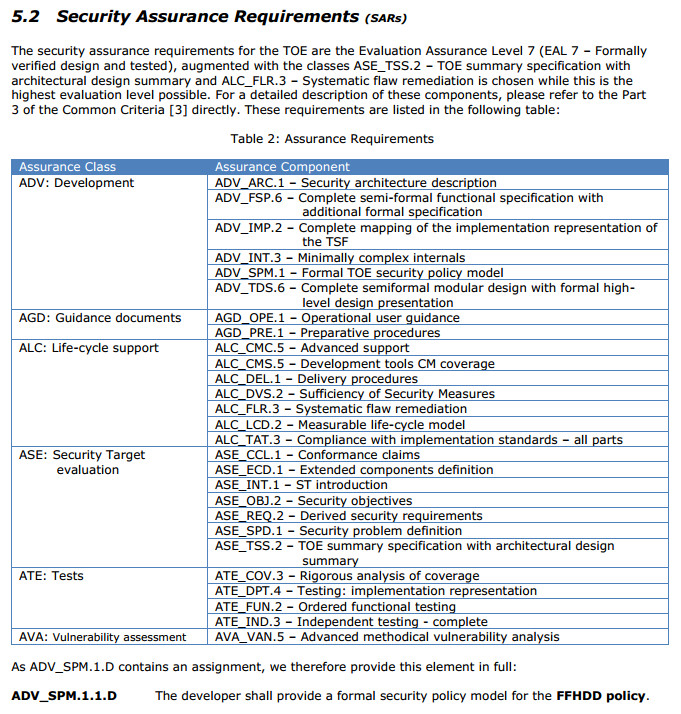 5.2 Security Assurance Requirements (SARs)
The security assurance requirements for the TOE are the Evaluation Assurance Level 7 (EAL 7 – Formally
verified design and tested), augmented with the classes ASE_TSS.2 – TOE summary specification with
architectural design summary and ALC_FLR.3 – Systematic flaw remediation is chosen while this is the
highest evaluation level possible. For a detailed description of these components, please refer to the Part
3 of the Common Criteria [3] directly. These requirements are listed in the following table:
Table 2: Assurance Requirements
Assurance Class Assurance Component
ADV: Development ADV_ARC.1 – Security architecture description
ADV_FSP.6 – Complete semi-formal functional specification with
additional formal specification
ADV_IMP.2 – Complete mapping of the implementation representation of
the TSF
ADV_INT.3 – Minimally complex internals
ADV_SPM.1 – Formal TOE security policy model
ADV_TDS.6 – Complete semiformal modular design with formal high-
level design presentation
AGD: Guidance documents AGD_OPE.1 – Operational user guidance
AGD_PRE.1 – Preparative procedures
ALC: Life-cycle support ALC_CMC.5 – Advanced support
ALC_CMS.5 – Development tools CM coverage
ALC_DEL.1 – Delivery procedures
ALC_DVS.2 – Sufficiency of Security Measures
ALC_FLR.3 – Systematic flaw remediation
ALC_LCD.2 – Measurable life-cycle model
ALC_TAT.3 – Compliance with implementation standards – all parts
ASE: Security Target ASE_CCL.1 – Conformance claims
evaluation ASE_ECD.1 – Extended components definition
ASE_INT.1 – ST introduction
ASE_OBJ.2 – Security objectives
ASE_REQ.2 – Derived security requirements
ASE_SPD.1 – Security problem definition
ASE_TSS.2 – TOE summary specification with architectural design
summary
ATE: Tests ATE_COV.3 – Rigorous analysis of coverage
ATE_DPT.4 – Testing: implementation representation
ATE_FUN.2 – Ordered functional testing
ATE_IND.3 – Independent testing - complete
AVA: Vulnerability assessment AVA_VAN.5 – Advanced methodical vulnerability analysis
As ADV_SPM.1.D contains an assignment, we therefore provide this element in full:
ADV_SPM.1.1.D The developer shall provide a formal security policy model for the FFHDD policy.